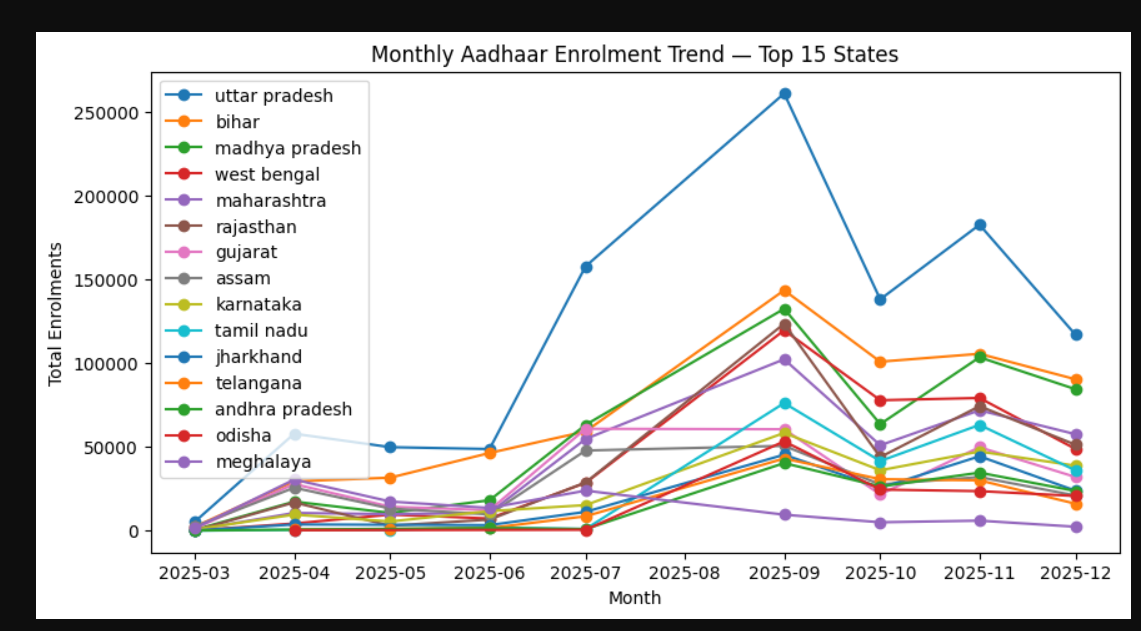 Monthly Aadhaar Enrolment Trend — Top 15 States
Total Enrolments
250000
200000
150000
100000
50000
0
uttar pradesh
bihar
madhya pradesh
west bengal
maharashtra
rajasthan
gujarat
assam
karnataka
tamil nadu
jharkhand
telangana
andhra pradesh
odisha
meghalaya
2025-03 2025-04 2025-05 2025-06 2025-07 2025-08 2025-09 2025-10 2025-11 2025-12
Month